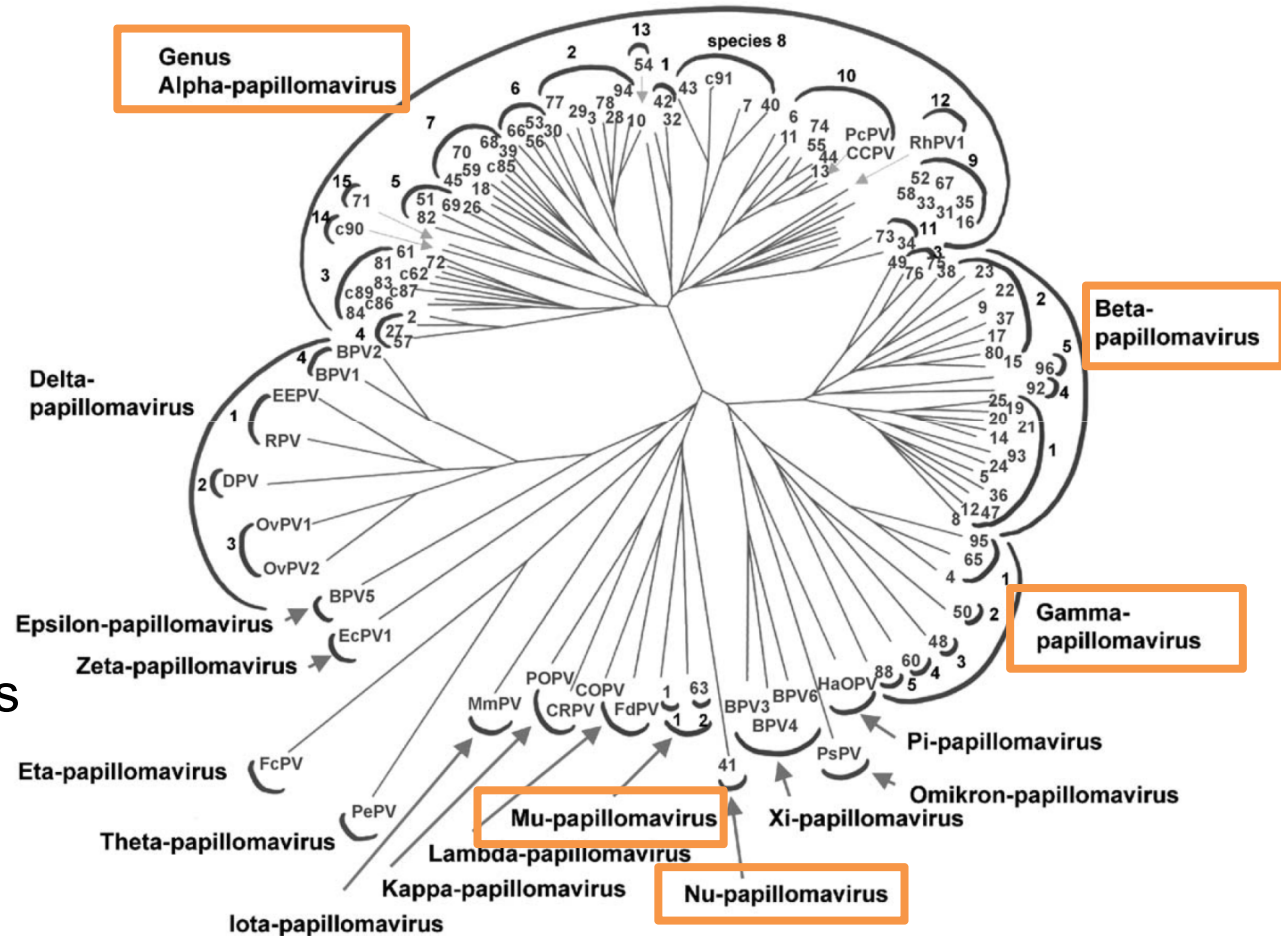 Genus
Alpha-papillomavirus
13
54
species 8
2
1
10
6
77
94
42
43
c91
7
40
12
7
66
53
30
29
3
78
28
10
32
6
11
74
55
44
13
PcPV
CCPV
RhPV1
9
70
68
39
56
59
c85
45
18
52
67
58
33
35
31
16
15
71
5
51
82
69
26
14
c90
11
73
34
3
61
81
72
83
c62
c89
c87
c86
84
3
49
75
76
38
23
2
22
9
37
17
80
15
4
2
27
57
5
96
92
4
Beta-
papillomavirus
4
BPV2
BPV1
Delta-
papillomavirus
1
EEPV
RPV
2
DPV
3
OvPV1
OvPV2
25
19
20
21
14
93
24
5
36
12
47
8
1
95
65
4
1
50
2
48
3
60
4
88
5
Gamma-
papillomavirus
BPV5
Epsilon-papillomavirus
EcPV1
Zeta-papillomavirus
s
FcPV
Eta-papillomavirus
PePV
Theta-papillomavirus
MmPV
POPV
CRPV
COPV
FdPV
1
63
1
2
41
BPV3
BPV4
BPV6
HaOPV
PsPV
Pi-papillomavirus
Omikron-papillomavirus
Xi-papillomavirus
Mu-papillomavirus
Lambda-papillomavirus
Kappa-papillomavirus
Nu-papillomavirus
Iota-papillomavirus